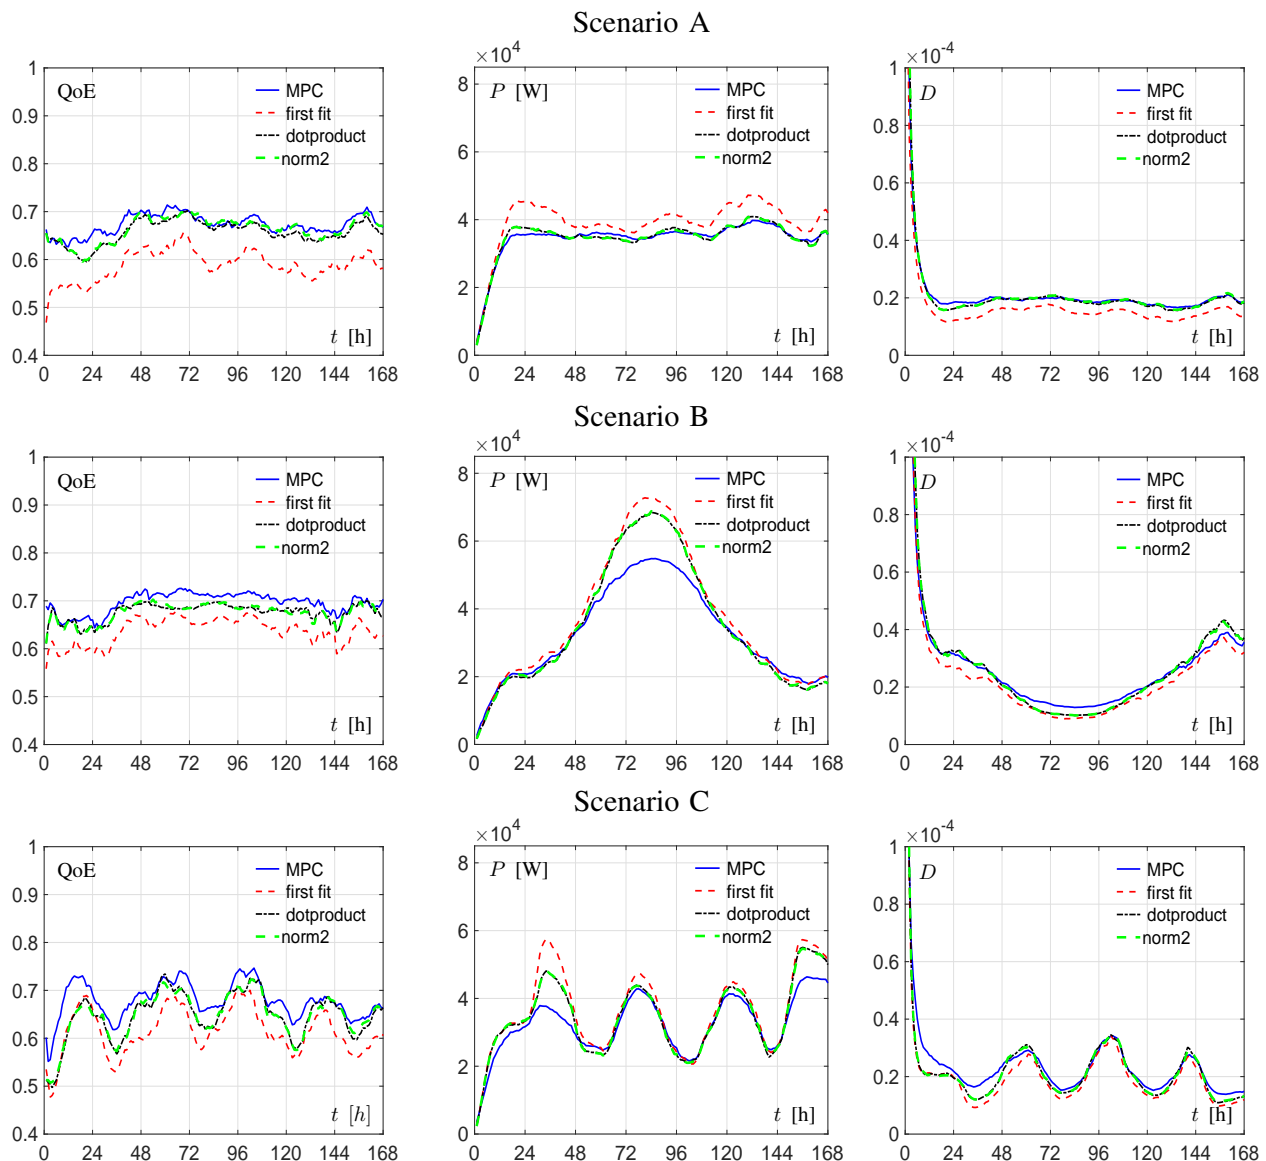 Scenario A
QoE
MPC
first fit
dotproduct
norm2
t [h]
1
0.9
0.8
0.7
0.6
0.5
0.4
0 24 48 72 96 120 144 168
×10^4
P [W]
MPC
first fit
dotproduct
norm2
t [h]
8
6
4
2
0
0 24 48 72 96 120 144 168
×10^-4
D
MPC
first fit
dotproduct
norm2
t [h]
1
0.8
0.6
0.4
0.2
0
0 24 48 72 96 120 144 168
Scenario B
QoE
MPC
first fit
dotproduct
norm2
t [h]
1
0.9
0.8
0.7
0.6
0.5
0.4
0 24 48 72 96 120 144 168
×10^4
P [W]
MPC
first fit
dotproduct
norm2
t [h]
8
6
4
2
0
0 24 48 72 96 120 144 168
×10^-4
D
MPC
first fit
dotproduct
norm2
t [h]
1
0.8
0.6
0.4
0.2
0
0 24 48 72 96 120 144 168
Scenario C
QoE
MPC
first fit
dotproduct
norm2
t [h]
1
0.9
0.8
0.7
0.6
0.5
0.4
0 24 48 72 96 120 144 168
×10^4
P [W]
MPC
first fit
dotproduct
norm2
t [h]
8
6
4
2
0
0 24 48 72 96 120 144 168
×10^-4
D
MPC
first fit
dotproduct
norm2
t [h]
1
0.8
0.6
0.4
0.2
0
0 24 48 72 96 120 144 168